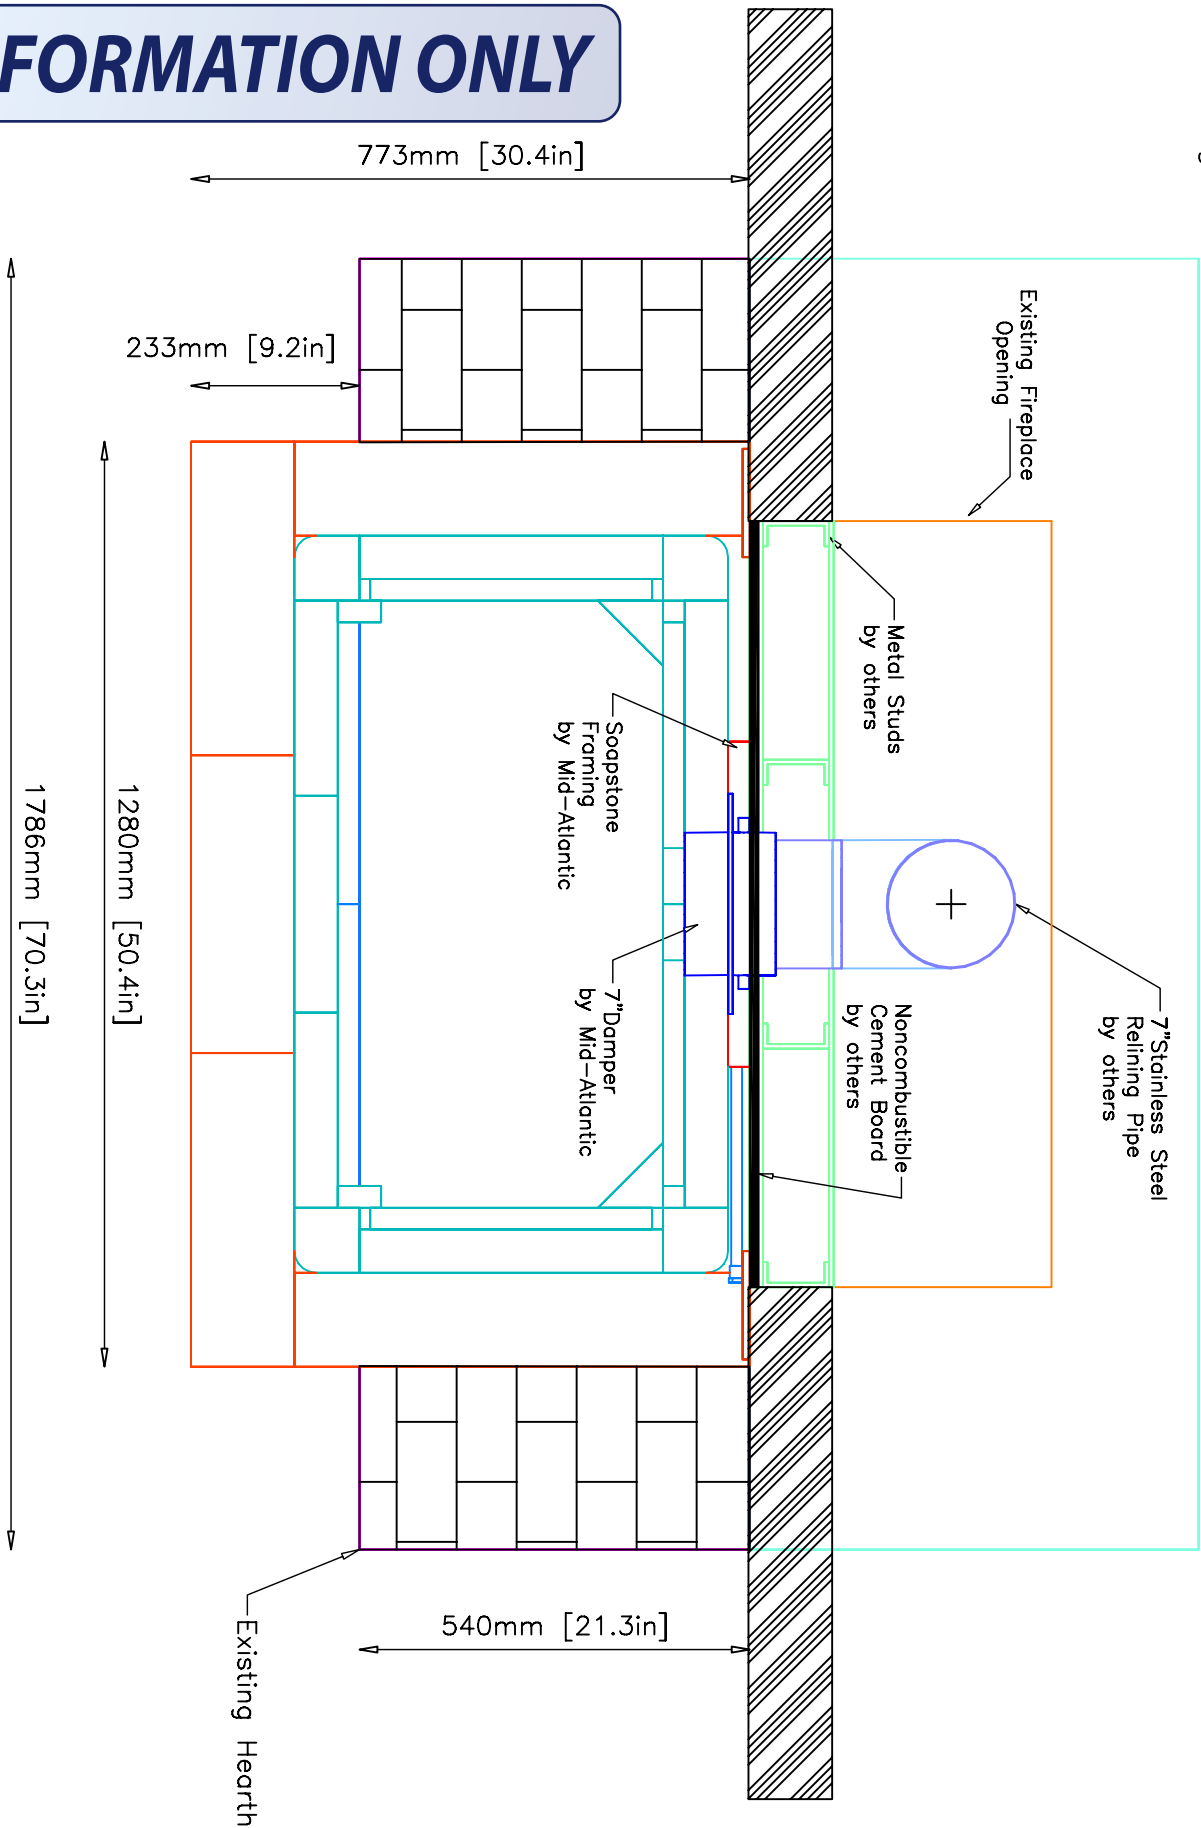 FORMATION ONLY
773mm [30.4in]
233mm [9.2in]
Existing Fireplace
Opening
Metal Studs
by others
Soapstone
Framing
by Mid-Atlantic
7"Damper
by Mid-Atlantic
7"Stainless Steel
Relining Pipe
by others
Noncombustible
Cement Board
by others
1280mm [50.4in]
1786mm [70.3in]
540mm [21.3in]
Existing Hearth